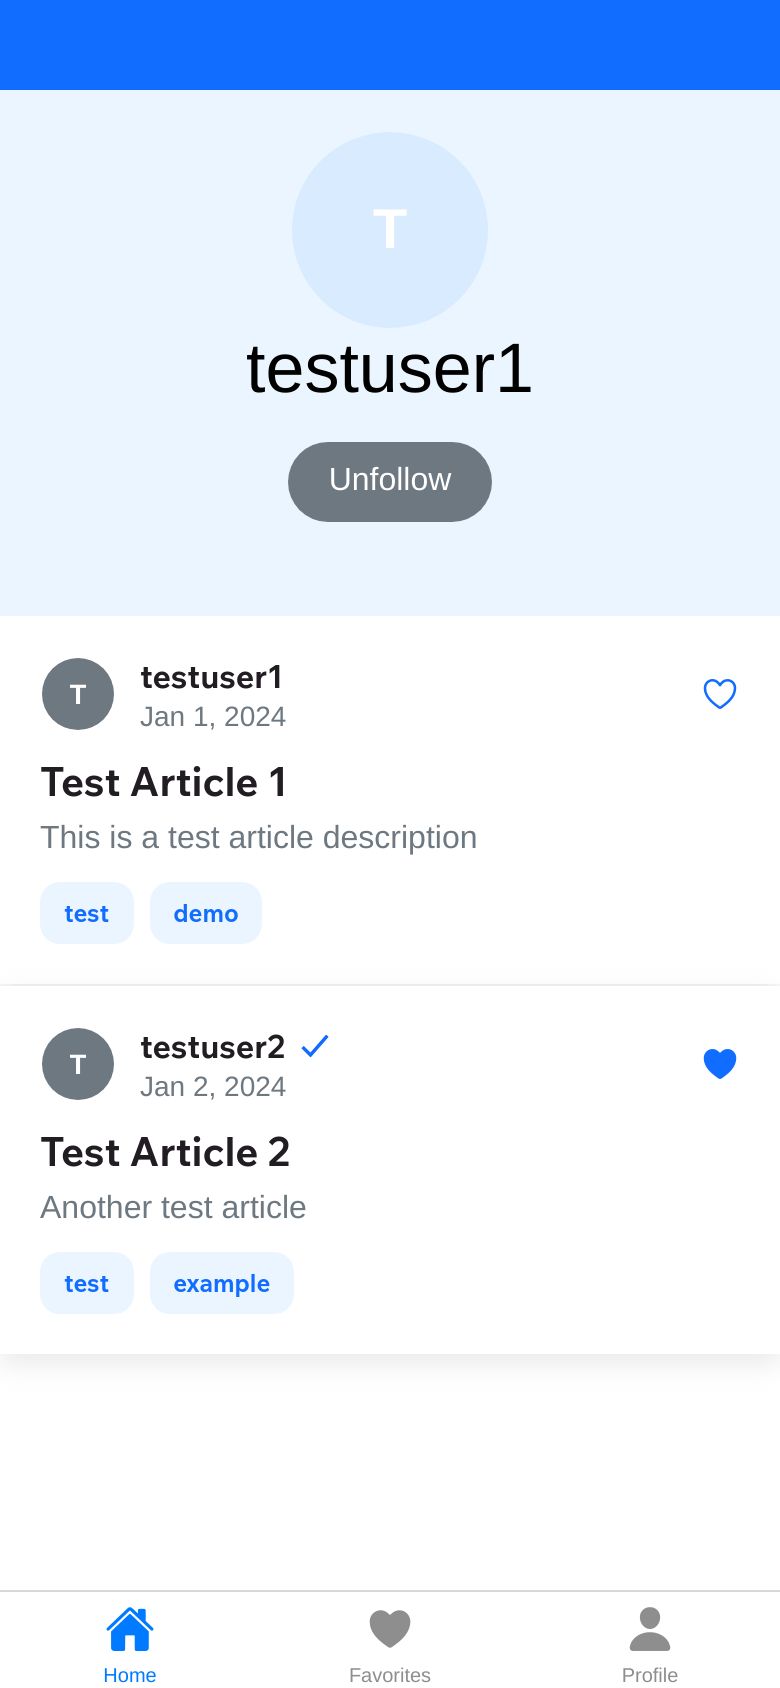 T
testuser1
Unfollow
T
testuser1
Jan 1, 2024
Test Article 1
This is a test article description
test demo
T
testuser2
Jan 2, 2024
Test Article 2
Another test article
test example
Home Favorites Profile